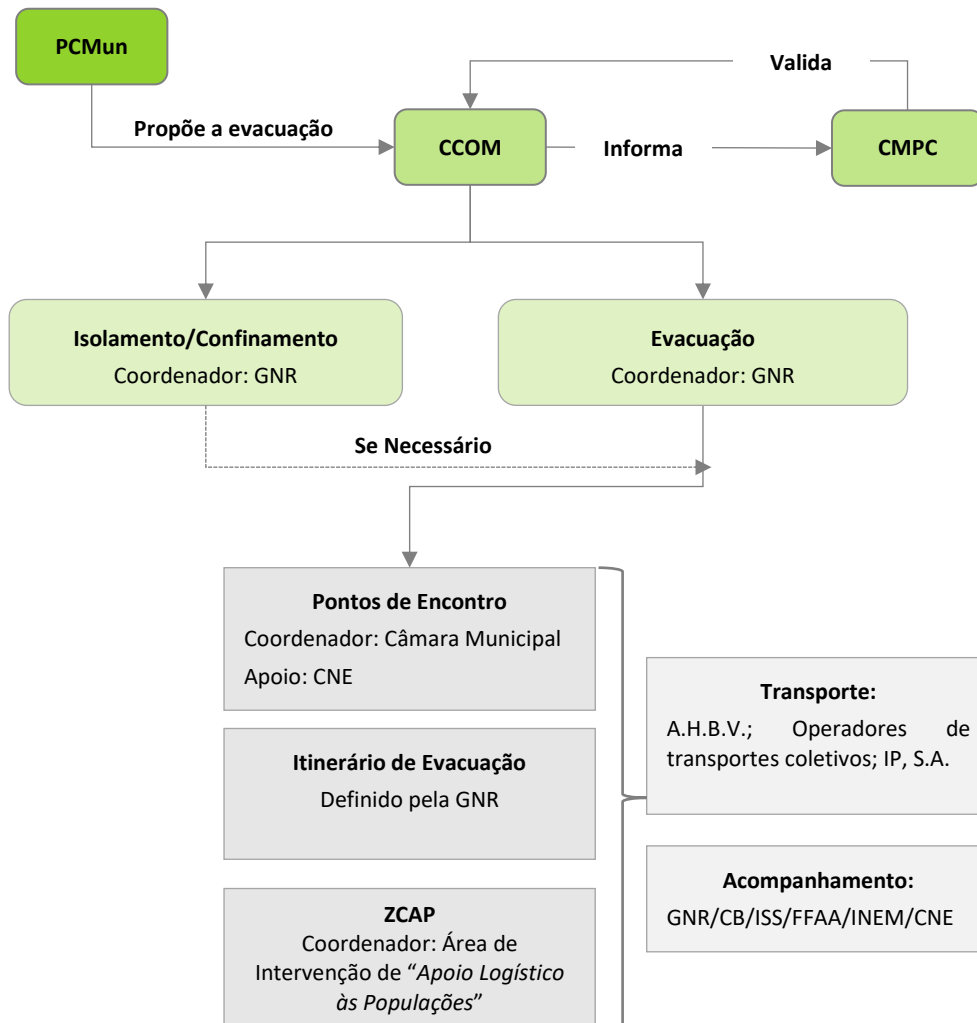 PCMun
Valida
Propõe a evacuação
CCOM
Informa
CMPC
Isolamento/Confinamento
Coordenador: GNR
Evacuação
Coordenador: GNR
Se Necessário
Pontos de Encontro
Coordenador: Câmara Municipal
Apoio: CNE
Itinerário de Evacuação
Definido pela GNR
ZCAP
Coordenador: Área de
Intervenção de “Apoio Logístico
às Populações”
Transporte:
A.H.B.V.; Operadores de
transportes coletivos; IP, S.A.
Acompanhamento:
GNR/CB/ISS/FFAA/INEM/CNE